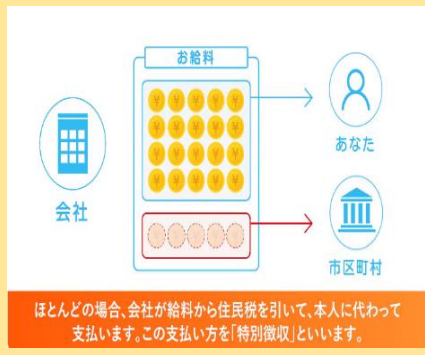 お給料
会社
あなた
市区町村
ほとんどの場合、会社が給料から住民税を引いて、本人に代わって
支払います。この支払い方を「特別徴収」といいます。